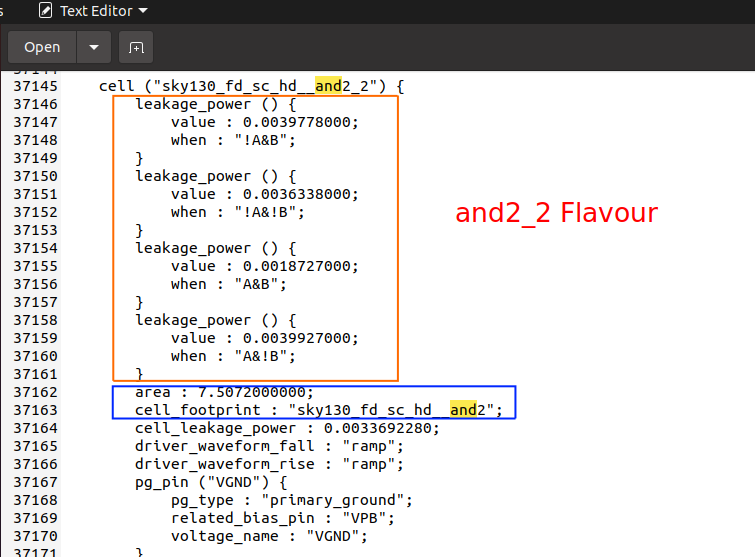 s Text Editor
Open
37144
37145 cell ("sky130_fd_sc_hd__and2_2") {
37146 leakage_power () {
37147 value : 0.0039778000;
37148 when : "!A&B";
37149 }
37150 leakage_power () {
37151 value : 0.0036338000;
37152 when : "!A&!B";
37153 }
and2_2 Flavour
37154 leakage_power () {
37155 value : 0.0018727000;
37156 when : "A&B";
37157 }
37158 leakage_power () {
37159 value : 0.0039927000;
37160 when : "A&!B";
37161 }
37162 area : 7.5072000000;
37163 cell_footprint : "sky130_fd_sc_hd__and2";
37164 cell_leakage_power : 0.0033692280;
37165 driver_waveform_fall : "ramp";
37166 driver_waveform_rise : "ramp";
37167 pg_pin ("VGND") {
37168 pg_type : "primary_ground";
37169 related_bias_pin : "VPB";
37170 voltage_name : "VGND";
37171 }